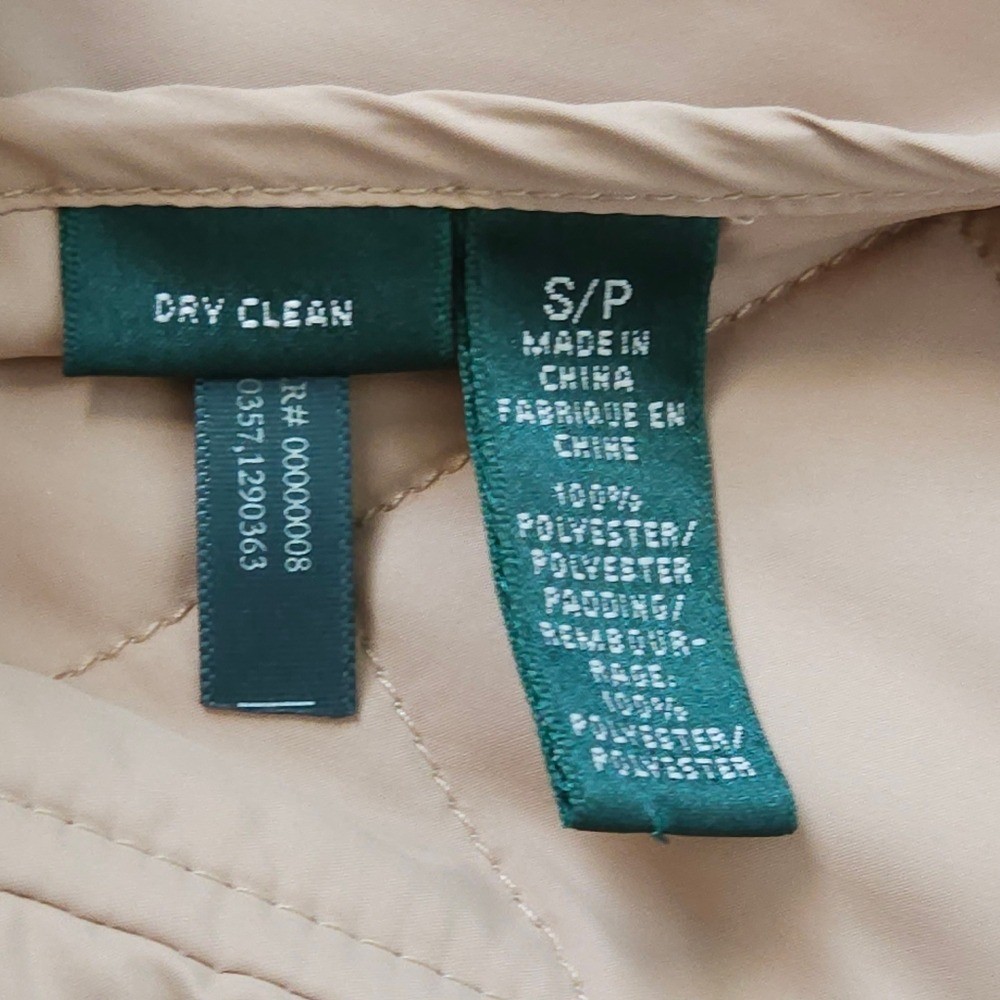 DRY CLEAN
R# 00000008
0357,1290363
S/P
MADE IN
CHINA
FABRIQUE EN
CHINE
100%
POLYESTER/
POLYESTER
PADDING/
REMBOUR-
RAGE:
100%
POLYESTER/
POLYESTER